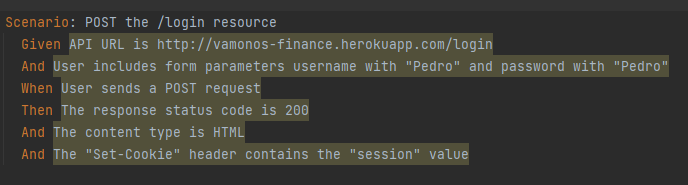 Scenario: POST the /login resource
Given API URL is http://vamonos-finance.herokuapp.com/login
And User includes form parameters username with "Pedro" and password with "Pedro"
When User sends a POST request
Then The response status code is 200
And The content type is HTML
And The "Set-Cookie" header contains the "session" value